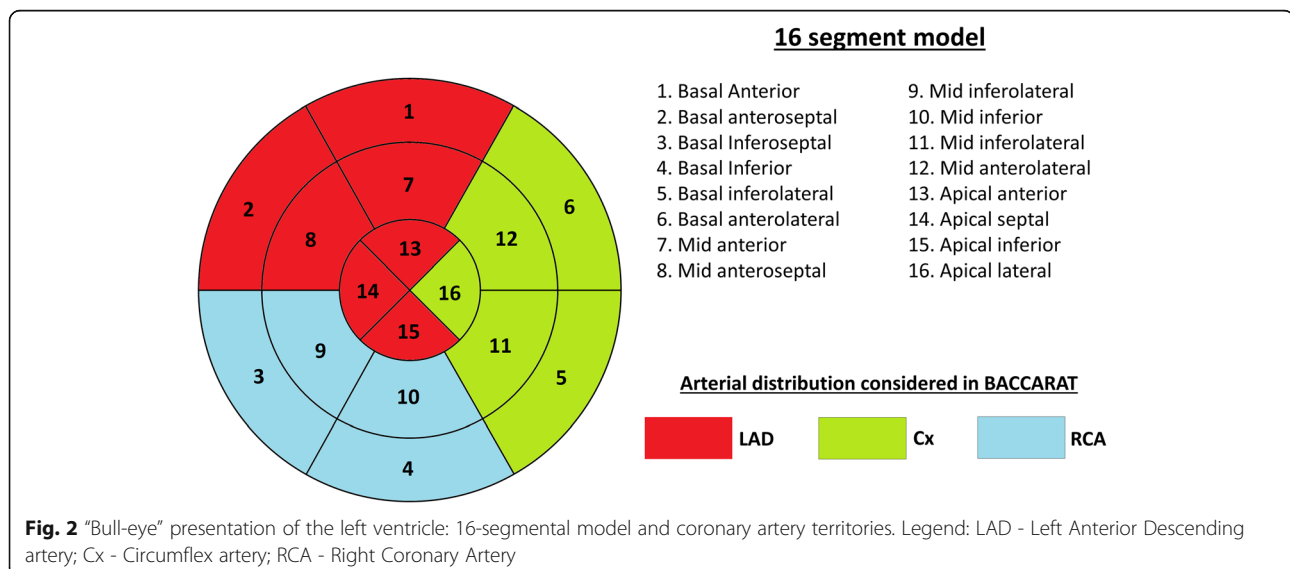 16 segment model
1. Basal Anterior
2. Basal anteroseptal
3. Basal Inferoseptal
4. Basal Inferior
5. Basal inferolateral
6. Basal anterolateral
7. Mid anterior
8. Mid anteroseptal
9. Mid inferolateral
10. Mid inferior
11. Mid inferolateral
12. Mid anterolateral
13. Apical anterior
14. Apical septal
15. Apical inferior
16. Apical lateral
1
2
7
6
8
13
12
14
16
15
9
11
3
10
5
4
Arterial distribution considered in BACCARAT
LAD
Cx
RCA
Fig. 2 "Bull-eye" presentation of the left ventricle: 16-segmental model and coronary artery territories. Legend: LAD - Left Anterior Descending
artery; Cx - Circumflex artery; RCA - Right Coronary Artery